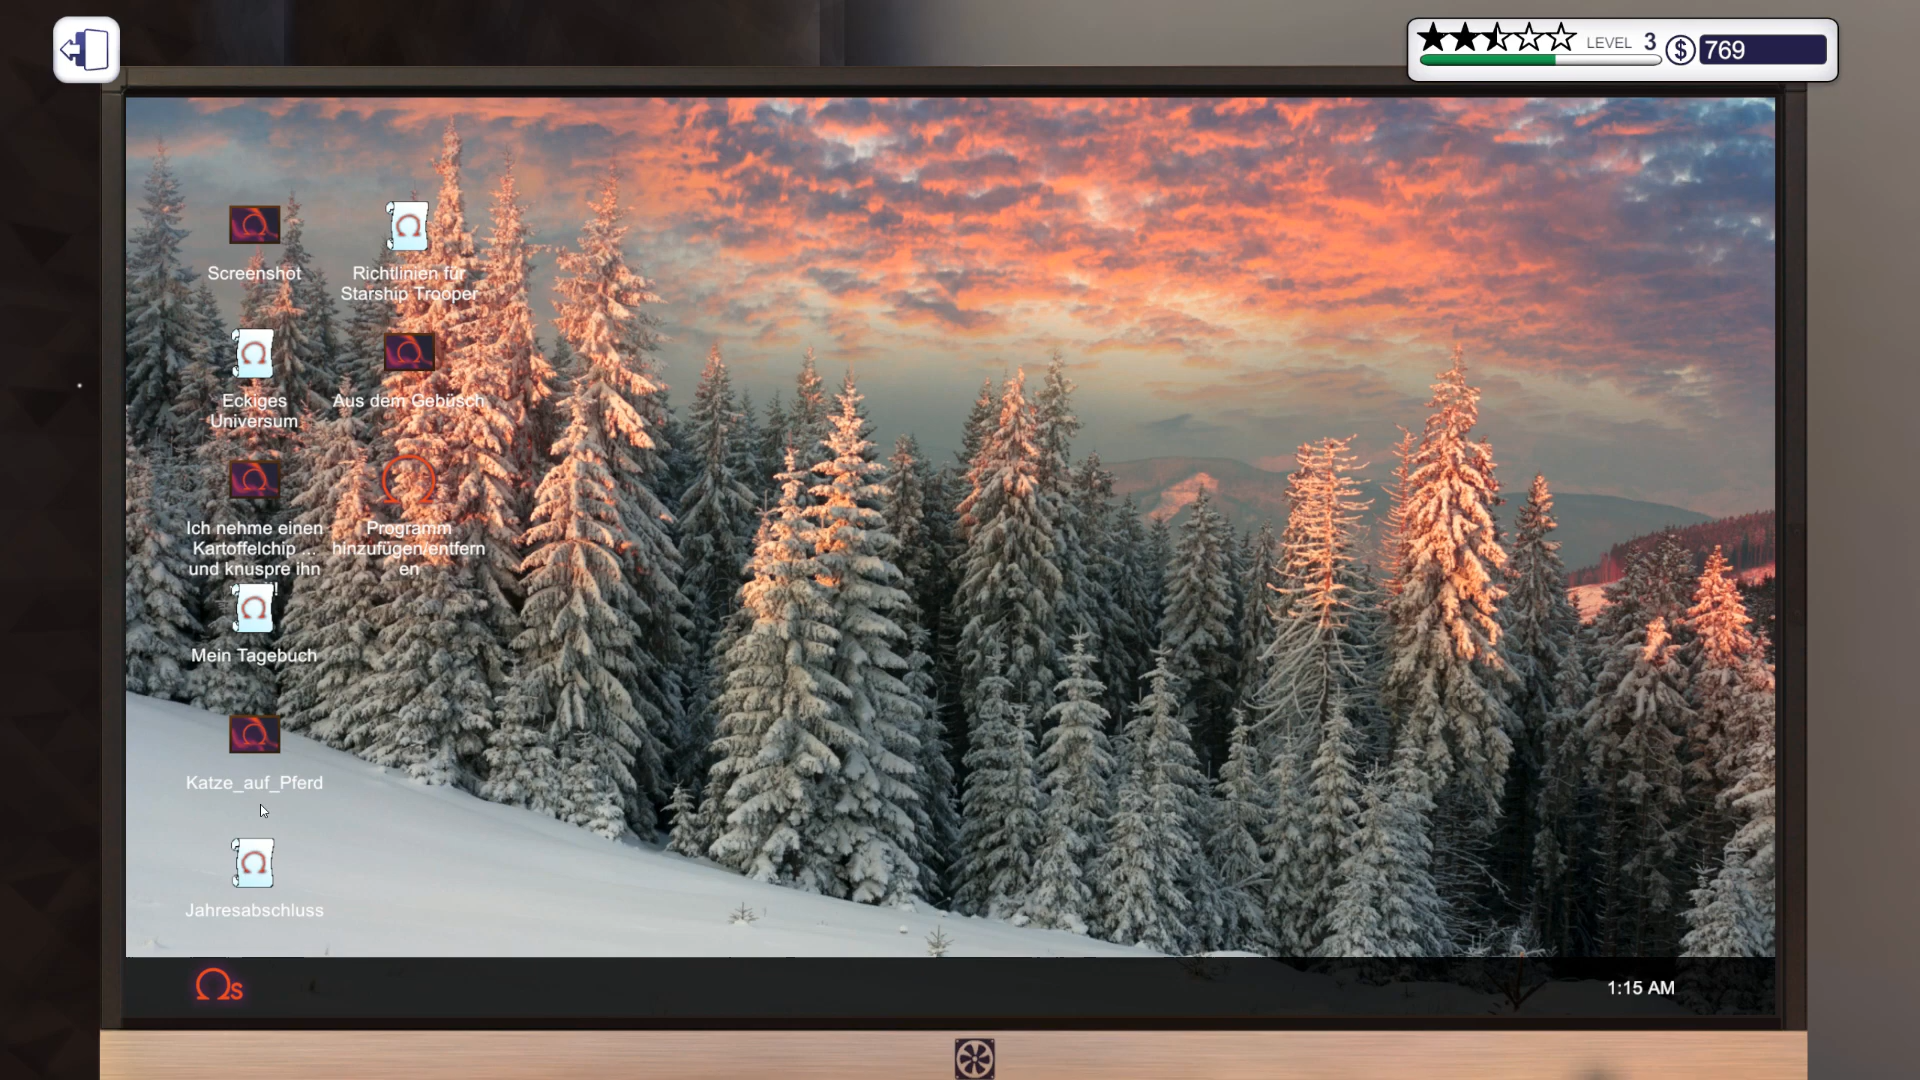 LEVEL 3 $ 769
Screenshot
Richtlinien für
Starship Trooper
Eckiges
Universum
Aus dem Gebüsch
Ich nehme einen
Kartoffelchip ...
und knuspre ihn
!
Programm
hinzufügen/entfern
en
Mein Tagebuch
Katze_auf_Pferd
Jahresabschluss
Ωs
1:15 AM